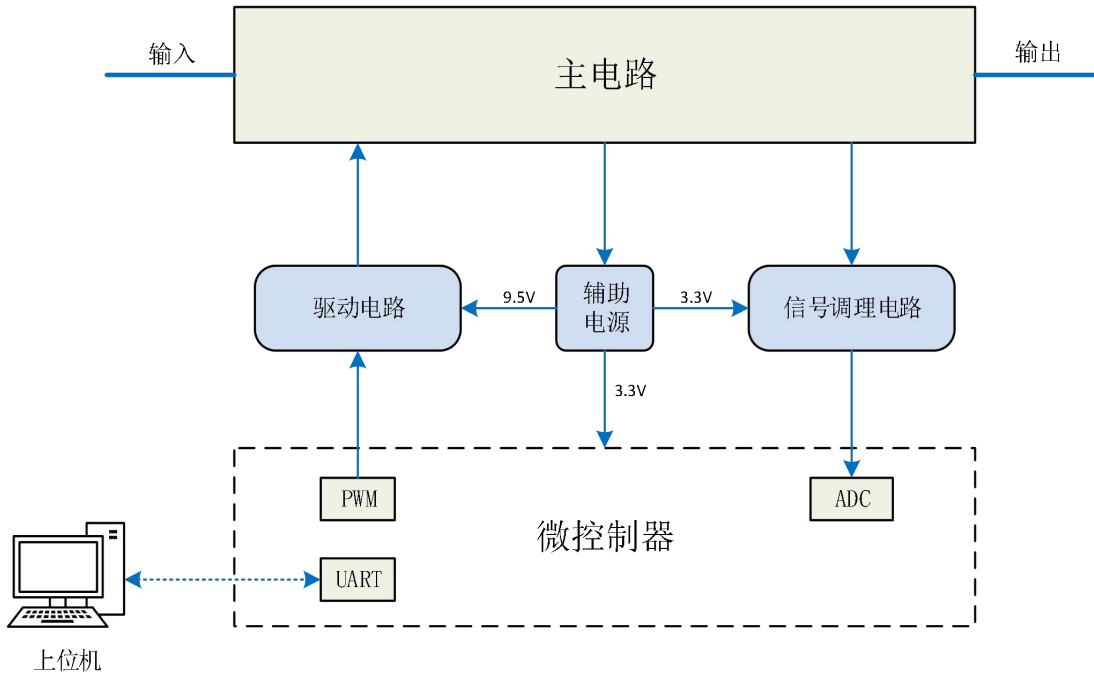 输入
主电路
输出
驱动电路
9.5V
辅助
电源
3.3V
信号调理电路
3.3V
PWM
ADC
微控制器
UART
上位机